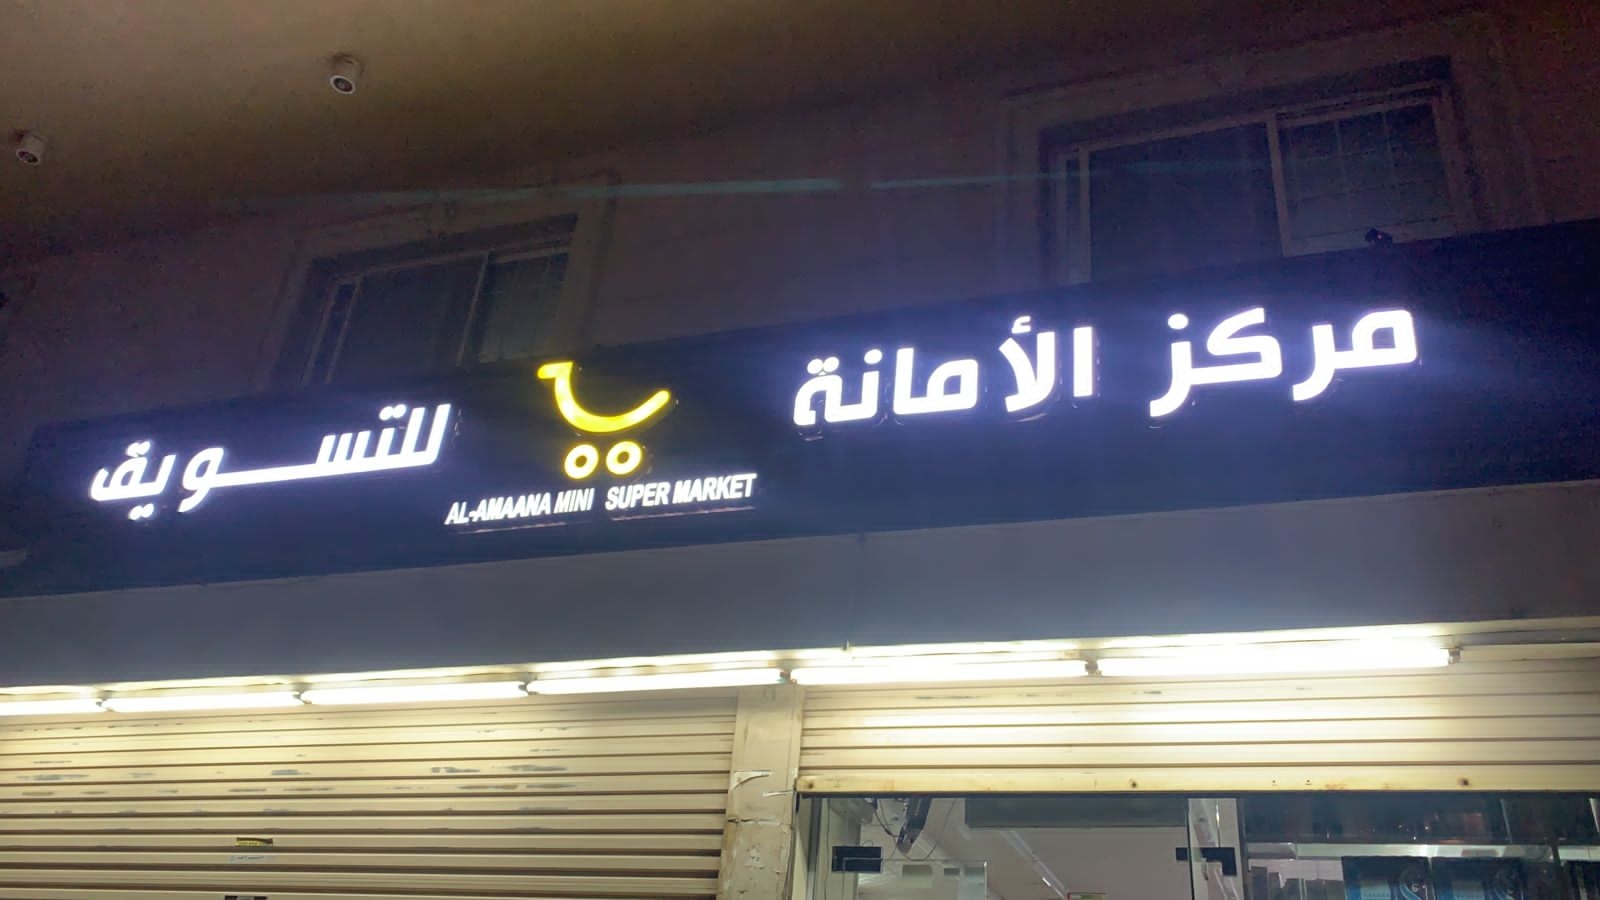 مركز الأمانة للتسويق
AL-AMAANA MINI SUPER MARKET